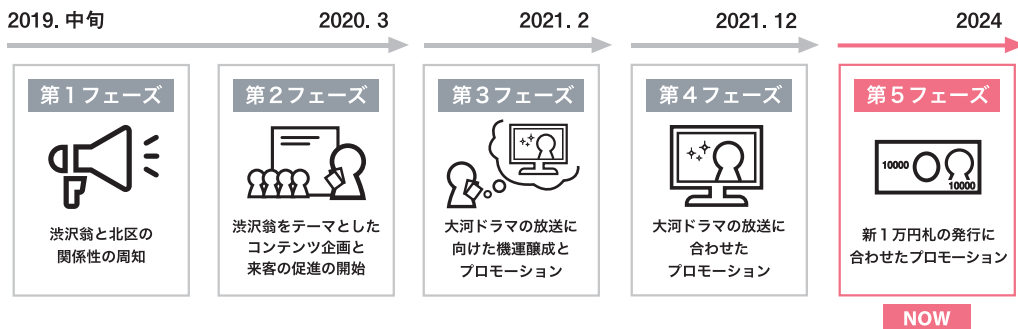 2019. 中旬
2020. 3
2021. 2
2021. 12
2024
第1フェーズ
渋沢翁と北区の
関係性の周知
第2フェーズ
渋沢翁をテーマとした
コンテンツ企画と
来客の促進の開始
第3フェーズ
大河ドラマの放送に
向けた機運醸成と
プロモーション
第4フェーズ
大河ドラマの放送に
合わせた
プロモーション
第5フェーズ
10000
10000
新1万円札の発行に
合わせたプロモーション
NOW